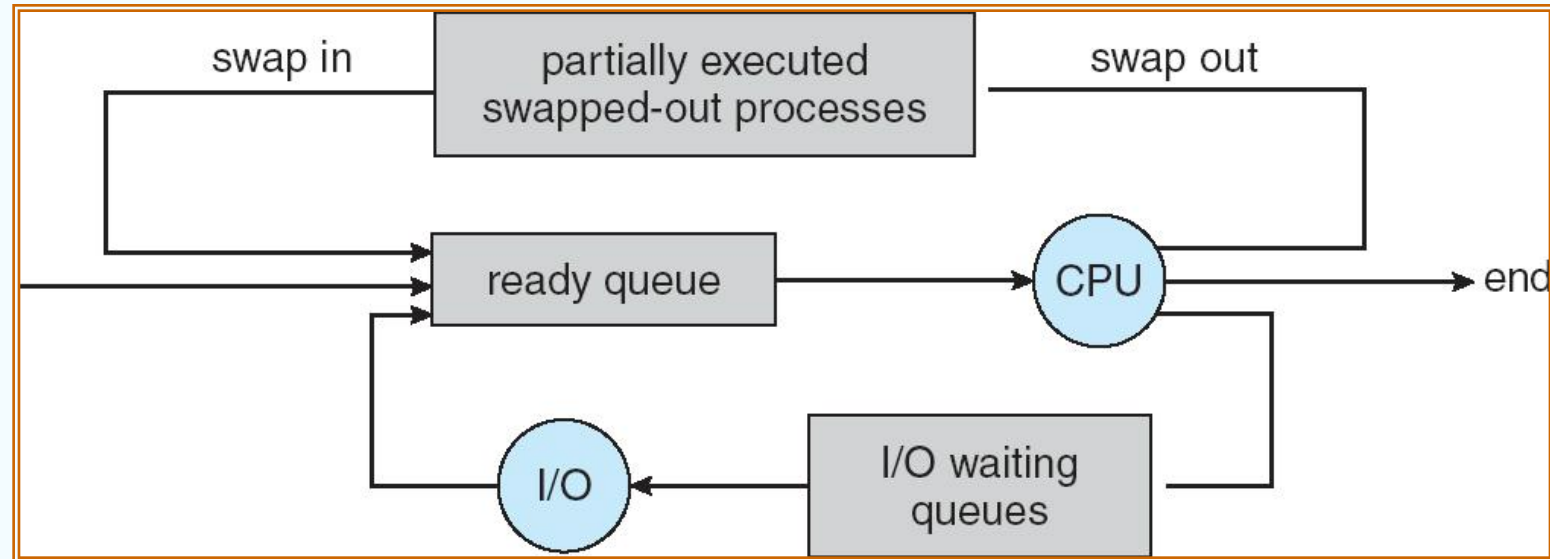 swap in
partially executed
swapped-out processes
swap out
ready queue
CPU
end
I/O
I/O waiting
queues